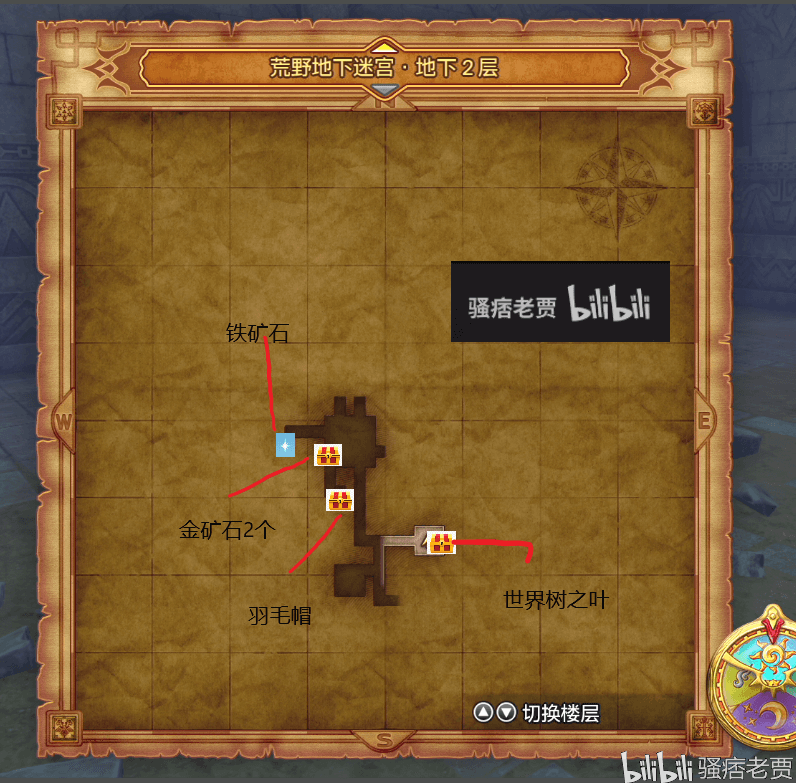 荒野地下迷宫・地下2层
N
骚痞老贾 bilibili
铁矿石
W
E
金矿石2个
世界树之叶
羽毛帽
切换楼层
S
bilibili 骚痞老贾